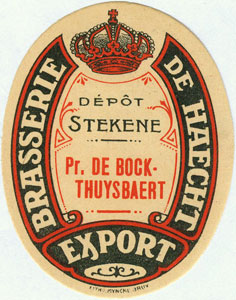 BRASSERIE DE HAECHT
DÉPÔT
STEKENE
Pr. DE BOCK-
THUYSBAERT
EXPORT